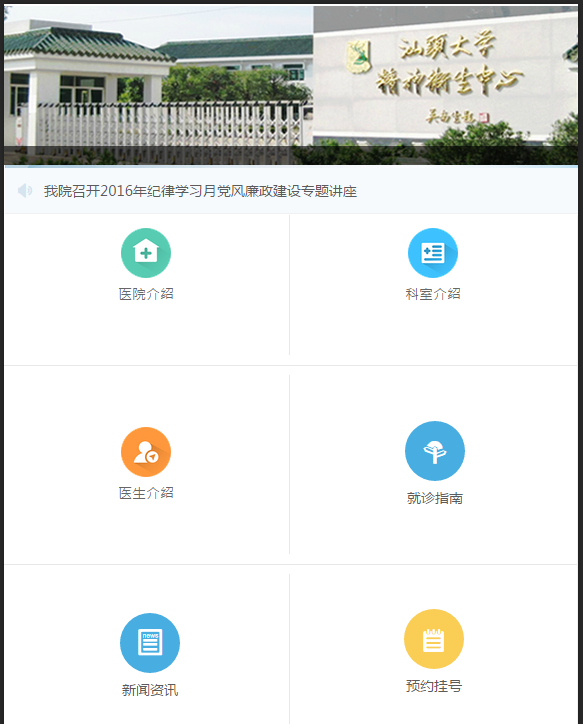 汕頭大学
精神衛生中心
我院召开2016年纪律学习月党风廉政建设专题讲座
医院介绍
科室介绍
医生介绍
就诊指南
news
新闻资讯
预约挂号